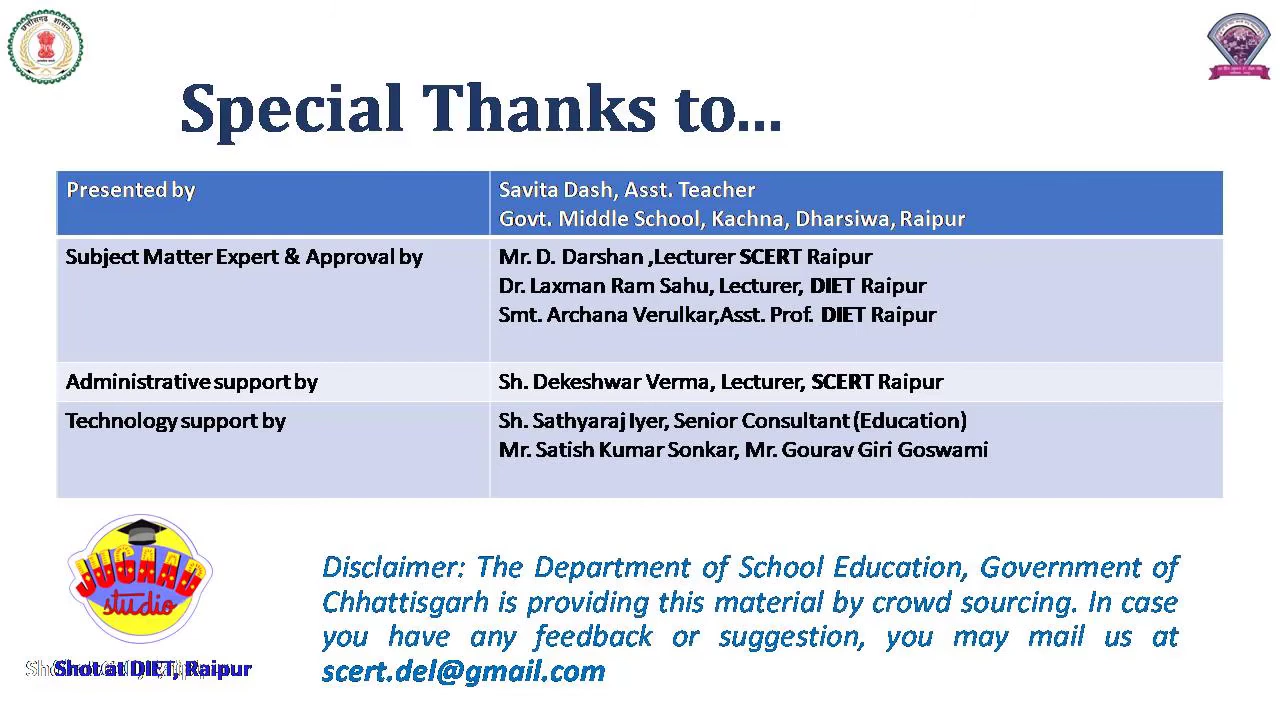 छत्तीसगढ़ शासन
Special Thanks to...
Presented by
Savita Dash, Asst. Teacher
Govt. Middle School, Kachna, Dharsiwa, Raipur
Subject Matter Expert & Approval by
Mr. D. Darshan ,Lecturer SCERT Raipur
Dr. Laxman Ram Sahu, Lecturer, DIET Raipur
Smt. Archana Verulkar,Asst. Prof. DIET Raipur
Administrative support by
Sh. Dekeshwar Verma, Lecturer, SCERT Raipur
Technology support by
Sh. Sathyaraj Iyer, Senior Consultant (Education)
Mr. Satish Kumar Sonkar, Mr. Gourav Giri Goswami
JUGAAD
studio
Shot at DIET, Raipur
Disclaimer: The Department of School Education, Government of
Chhattisgarh is providing this material by crowd sourcing. In case
you have any feedback or suggestion, you may mail us at
scert.del@gmail.com